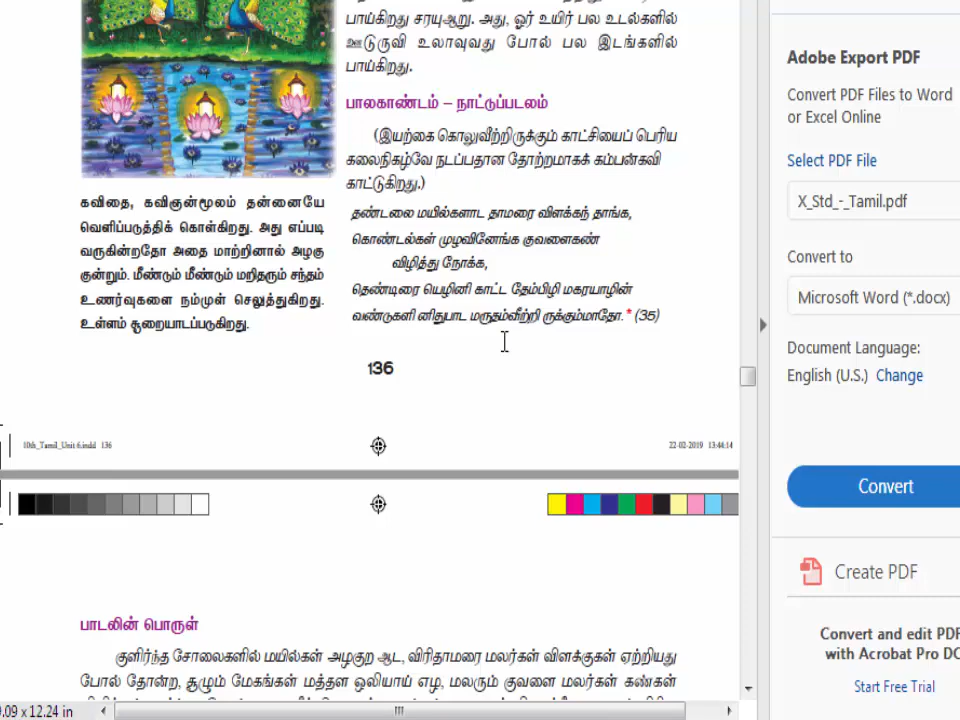 பாய்கிறது சரயுஆறு. அது, ஓர் உயிர் பல உடல்களில்
ஊடுருவி உலாவுவது போல் பல இடங்களில்
பாய்கிறது.
பாலகாண்டம் – நாட்டுப்படலம்
(இயற்கை கொலுவீற்றிருக்கும் காட்சியைப் பெரிய
கலைநிகழ்வே நடப்பதான தோற்றமாகக் கம்பன்கவி
காட்டுகிறது.)
தண்டலை மயில்களாட தாமரை விளக்கந் தாங்க,
கொண்டல்கள் முழவினேங்க குவளைகண்
விழித்து நோக்க,
தெண்டிரை யெழினி காட்ட தேம்பிழி மகரயாழின்
வண்டுகளி னிதுபாட மருதம்வீற்றி ருக்கும்மாதோ.* (35)
கவிதை, கவிஞன்மூலம் தன்னையே
வெளிப்படுத்திக் கொள்கிறது. அது எப்படி
வருகின்றதோ அதை மாற்றினால் அழகு
குன்றும். மீண்டும் மீண்டும் மறிதரும் சந்தம்
உணர்வுகளை நம்முள் செலுத்துகிறது.
உள்ளம் சூறையாடப்படுகிறது.
136
10th_Tamil_Unit 6.indd 136
22-02-2019 13:44:14
பாடலின் பொருள்
குளிர்ந்த சோலைகளில் மயில்கள் அழகுற ஆட, விரிதாமரை மலர்கள் விளக்குகள் ஏற்றியது
போல் தோன்ற, சூழும் மேகங்கள் மத்தள ஒலியாய் எழ, மலரும் குவளை மலர்கள் கண்கள்
9.09 x 12.24 in
Adobe Export PDF
Convert PDF Files to Word
or Excel Online
Select PDF File
X_Std_-_Tamil.pdf
Convert to
Microsoft Word (*.docx)
Document Language:
English (U.S.) Change
Convert
Create PDF
Convert and edit PDF
with Acrobat Pro DC
Start Free Trial